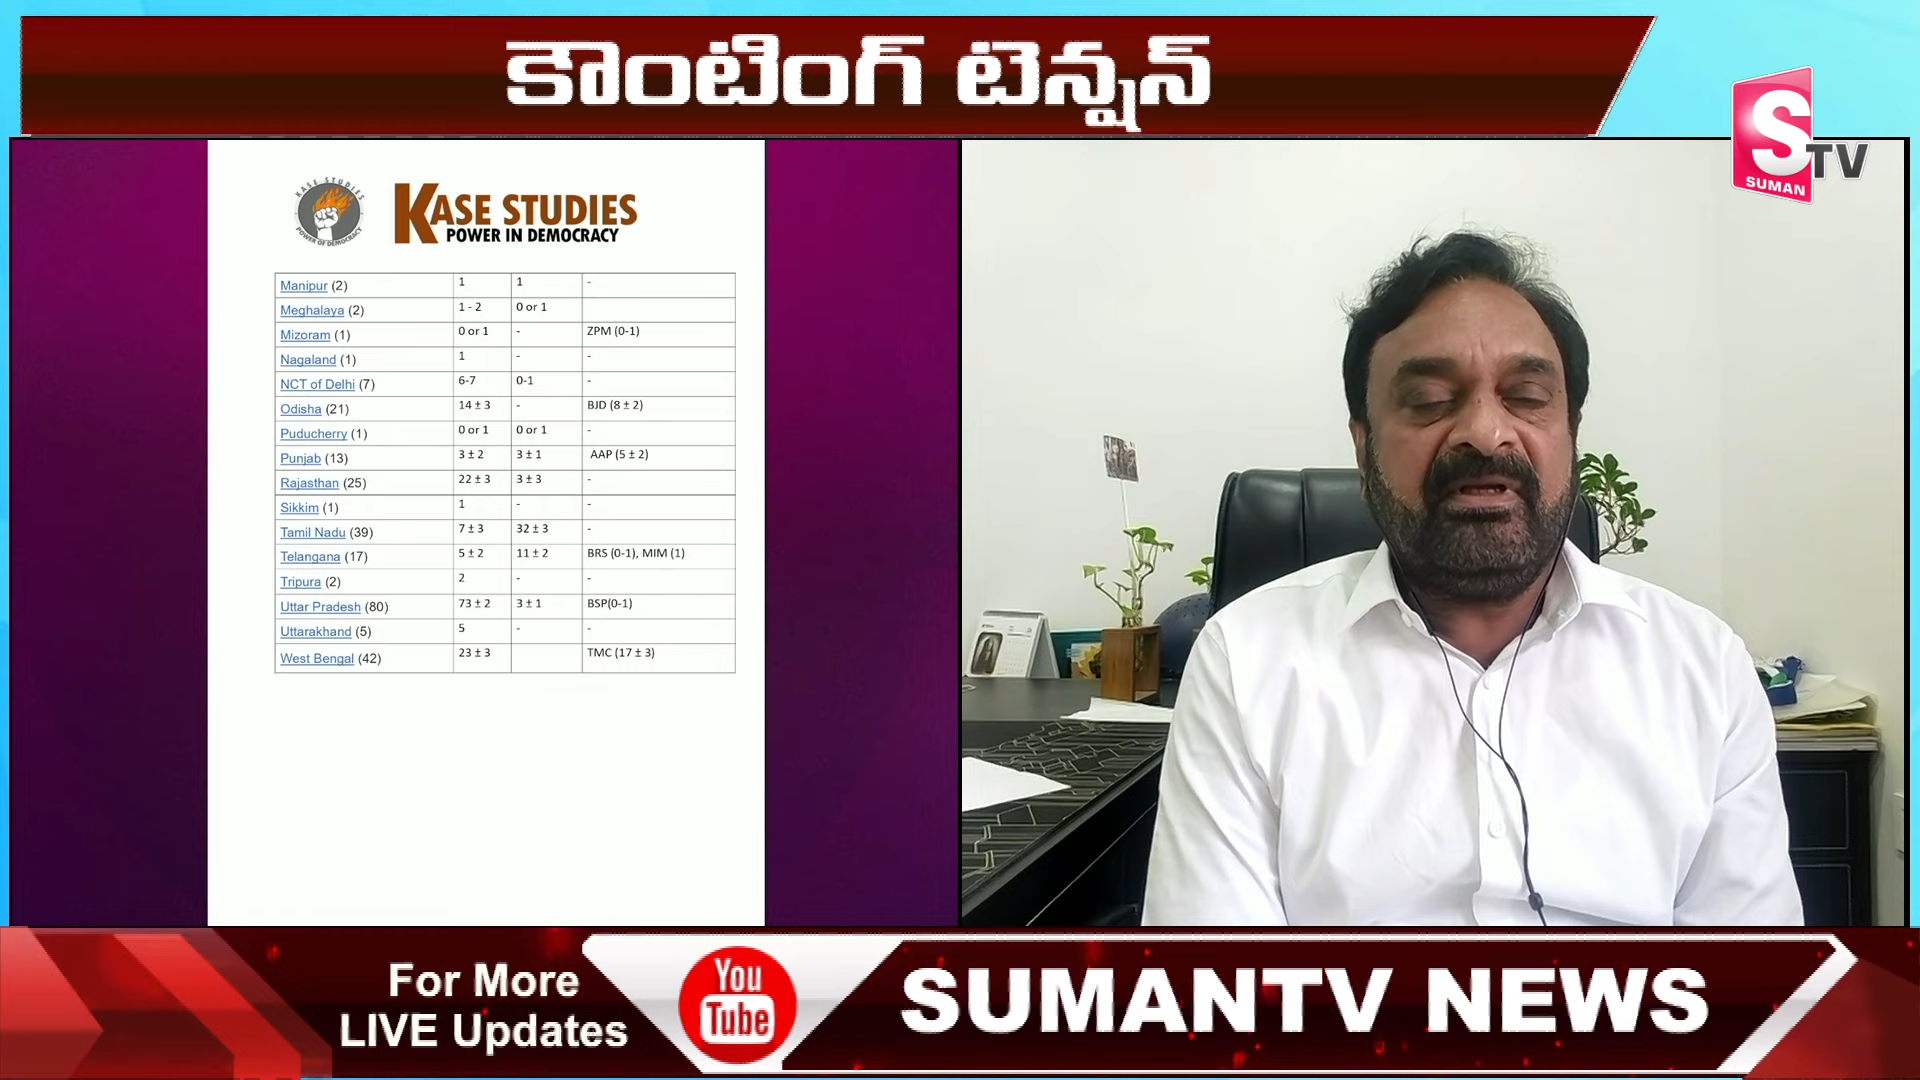 కౌంటింగ్ టెన్షన్
S TV
SUMAN
KASE STUDIES
POWER OF DEMOCRACY
KASE STUDIES
POWER IN DEMOCRACY
Manipur (2) 1 1 -
Meghalaya (2) 1 - 2 0 or 1
Mizoram (1) 0 or 1 - ZPM (0-1)
Nagaland (1) 1 - -
NCT of Delhi (7) 6-7 0-1 -
Odisha (21) 14 ± 3 - BJD (8 ± 2)
Puducherry (1) 0 or 1 0 or 1 -
Punjab (13) 3 ± 2 3 ± 1 AAP (5 ± 2)
Rajasthan (25) 22 ± 3 3 ± 3 -
Sikkim (1) 1 - -
Tamil Nadu (39) 7 ± 3 32 ± 3 -
Telangana (17) 5 ± 2 11 ± 2 BRS (0-1), MIM (1)
Tripura (2) 2 - -
Uttar Pradesh (80) 73 ± 2 3 ± 1 BSP(0-1)
Uttarakhand (5) 5 - -
West Bengal (42) 23 ± 3 TMC (17 ± 3)
For More
LIVE Updates
You
Tube
SUMANTV NEWS